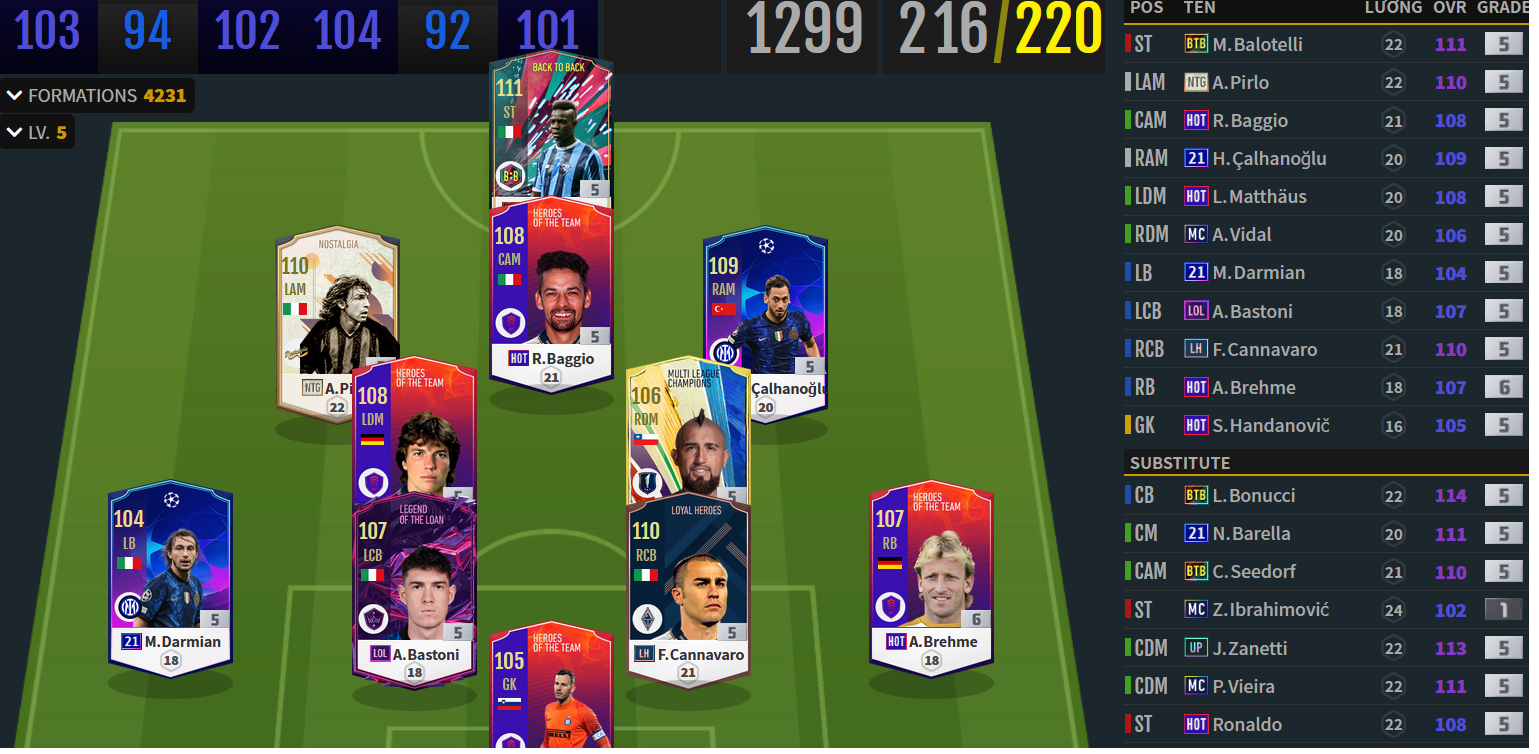 103 94 102 104 92 101 1299 216/220
FORMATIONS 4231
LV. 5
BACK TO BACK
111
ST
B2B
5
NOSTALGIA
110
LAM
NTG A.Pi
22
HEROES
OF THE TEAM
108
CAM
5
HOT R.Baggio
21
109
RAM
5
Çalhanoğlu
20
HEROES
OF THE TEAM
108
LDM
5
MULTI LEAGUE
CHAMPIONS
106
RDM
5
104
LB
5
21 M.Darmian
18
LEGEND
OF THE LOAN
107
LCB
5
LOL A.Bastoni
18
LOYAL HEROES
110
RCB
5
LH F.Cannavaro
21
HEROES
OF THE TEAM
107
RB
6
HOT A.Brehme
18
HEROES
OF THE TEAM
105
GK
PIRELLI
POS TEN LƯƠNG OVR GRADE
ST BTB M.Balotelli 22 111 5
LAM NTG A.Pirlo 22 110 5
CAM HOT R.Baggio 21 108 5
RAM 21 H.Çalhanoğlu 20 109 5
LDM HOT L.Matthäus 20 108 5
RDM MC A.Vidal 20 106 5
LB 21 M.Darmian 18 104 5
LCB LOL A.Bastoni 18 107 5
RCB LH F.Cannavaro 21 110 5
RB HOT A.Brehme 18 107 6
GK HOT S.Handanovič 16 105 5
SUBSTITUTE
CB BTB L.Bonucci 22 114 5
CM 21 N.Barella 20 111 5
CAM BTB C.Seedorf 21 110 5
ST MC Z.Ibrahimović 24 102 1
CDM UP J.Zanetti 22 113 5
CDM MC P.Vieira 22 111 5
ST HOT Ronaldo 22 108 5